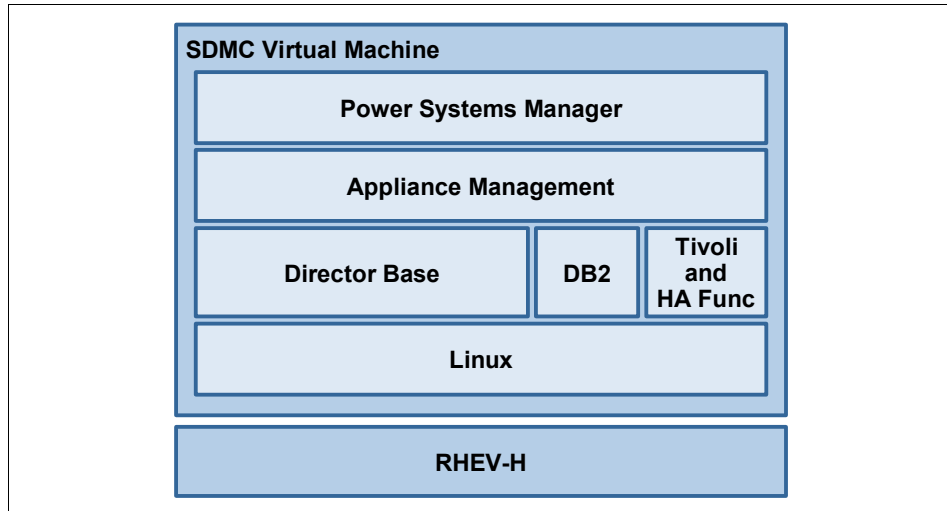 SDMC Virtual Machine
Power Systems Manager
Appliance Management
Director Base
DB2
Tivoli
and
HA Func
Linux
RHEV-H